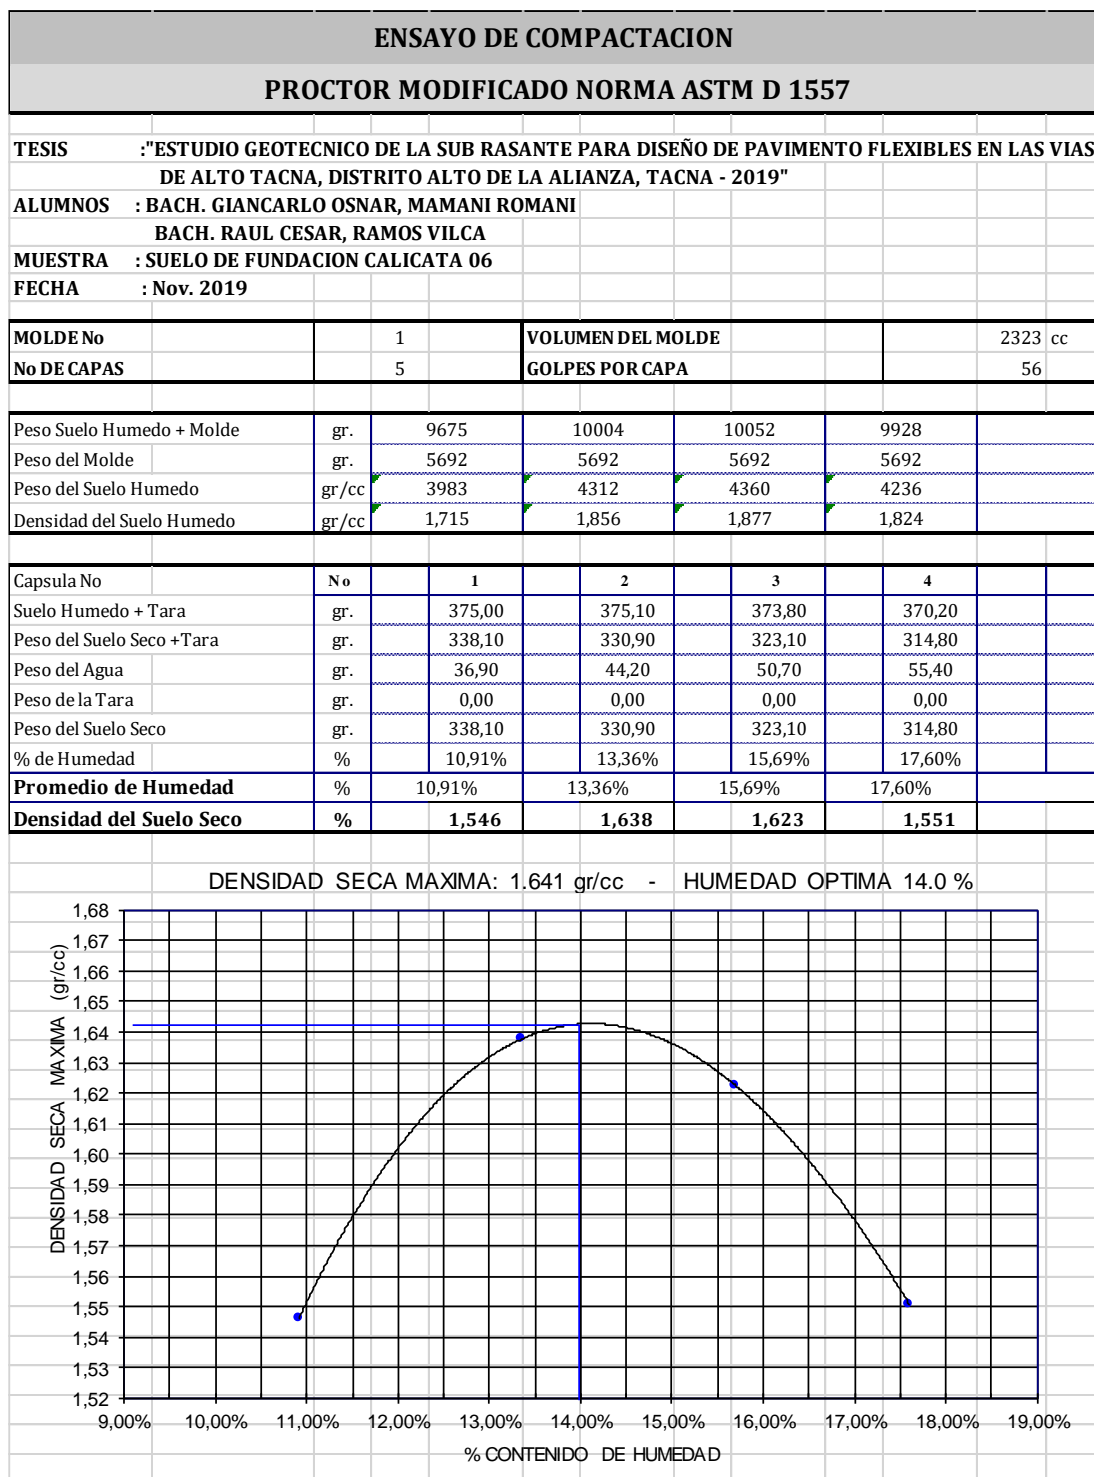 ENSAYO DE COMPACTACION
PROCTOR MODIFICADO NORMA ASTM D 1557
TESIS :"ESTUDIO GEOTECNICO DE LA SUB RASANTE PARA DISEÑO DE PAVIMENTO FLEXIBLES EN LAS VIAS
DE ALTO TACNA, DISTRITO ALTO DE LA ALIANZA, TACNA - 2019"
ALUMNOS : BACH. GIANCARLO OSNAR, MAMANI ROMANI
BACH. RAUL CESAR, RAMOS VILCA
MUESTRA : SUELO DE FUNDACION CALICATA 06
FECHA : Nov. 2019
MOLDE No 1 VOLUMEN DEL MOLDE 2323 cc
No DE CAPAS 5 GOLPES POR CAPA 56
Peso Suelo Humedo + Molde gr. 9675 10004 10052 9928
Peso del Molde gr. 5692 5692 5692 5692
Peso del Suelo Humedo gr/cc 3983 4312 4360 4236
Densidad del Suelo Humedo gr/cc 1,715 1,856 1,877 1,824
Capsula No No 1 2 3 4
Suelo Humedo + Tara gr. 375,00 375,10 373,80 370,20
Peso del Suelo Seco +Tara gr. 338,10 330,90 323,10 314,80
Peso del Agua gr. 36,90 44,20 50,70 55,40
Peso de la Tara gr. 0,00 0,00 0,00 0,00
Peso del Suelo Seco gr. 338,10 330,90 323,10 314,80
% de Humedad % 10,91% 13,36% 15,69% 17,60%
Promedio de Humedad % 10,91% 13,36% 15,69% 17,60%
Densidad del Suelo Seco % 1,546 1,638 1,623 1,551
DENSIDAD SECA MAXIMA: 1.641 gr/cc - HUMEDAD OPTIMA 14.0 %
DENSIDAD SECA MAXIMA (gr/cc)
1,68
1,67
1,66
1,65
1,64
1,63
1,62
1,61
1,60
1,59
1,58
1,57
1,56
1,55
1,54
1,53
1,52
9,00% 10,00% 11,00% 12,00% 13,00% 14,00% 15,00% 16,00% 17,00% 18,00% 19,00%
% CONTENIDO DE HUMEDAD